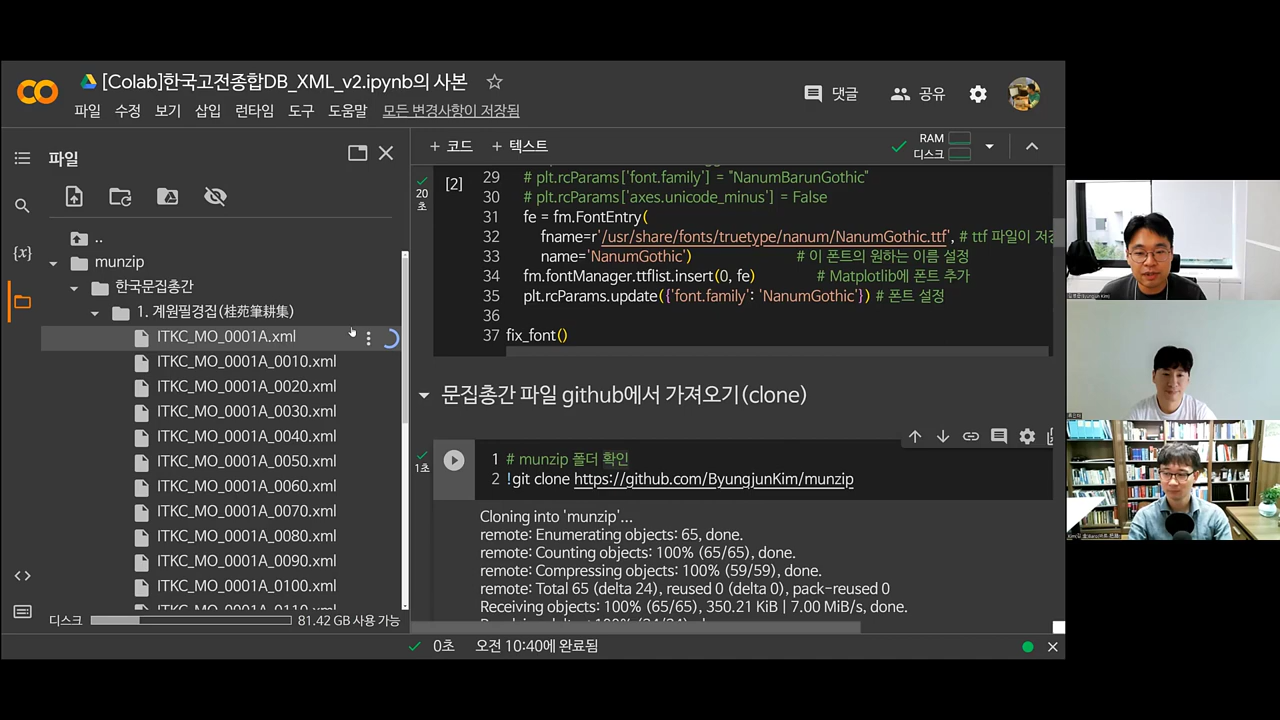 [Colab]한국고전종합DB_XML_v2.ipynb의 사본
댓글
공유
파일 수정 보기 삽입 런타임 도구 도움말 모든 변경사항이 저장됨
파일
..
munzip
한국문집총간
1. 계원필경집(桂苑筆耕集)
ITKC_MO_0001A.xml
ITKC_MO_0001A_0010.xml
ITKC_MO_0001A_0020.xml
ITKC_MO_0001A_0030.xml
ITKC_MO_0001A_0040.xml
ITKC_MO_0001A_0050.xml
ITKC_MO_0001A_0060.xml
ITKC_MO_0001A_0070.xml
ITKC_MO_0001A_0080.xml
ITKC_MO_0001A_0090.xml
ITKC_MO_0001A_0100.xml
ITKC_MO_0001A_0110.xml
디스크 81.42 GB 사용 가능
+ 코드 + 텍스트
RAM
디스크
20초
[2]
29 # plt.rcParams['font.family'] = "NanumBarunGothic"
30 # plt.rcParams['axes.unicode_minus'] = False
31 fe = fm.FontEntry(
32 fname=r'/usr/share/fonts/truetype/nanum/NanumGothic.ttf', # ttf 파일이 저장
33 name='NanumGothic') # 이 폰트의 원하는 이름 설정
34 fm.fontManager.ttflist.insert(0, fe) # Matplotlib에 폰트 추가
35 plt.rcParams.update({'font.family': 'NanumGothic'}) # 폰트 설정
36
37 fix_font()
문집총간 파일 github에서 가져오기(clone)
1초
1 # munzip 폴더 확인
2 !git clone https://github.com/ByungjunKim/munzip
Cloning into 'munzip'...
remote: Enumerating objects: 65, done.
remote: Counting objects: 100% (65/65), done.
remote: Compressing objects: 100% (59/59), done.
remote: Total 65 (delta 24), reused 0 (delta 0), pack-reused 0
Receiving objects: 100% (65/65), 350.21 KiB | 7.00 MiB/s, done.
0초 오전 10:40에 완료됨